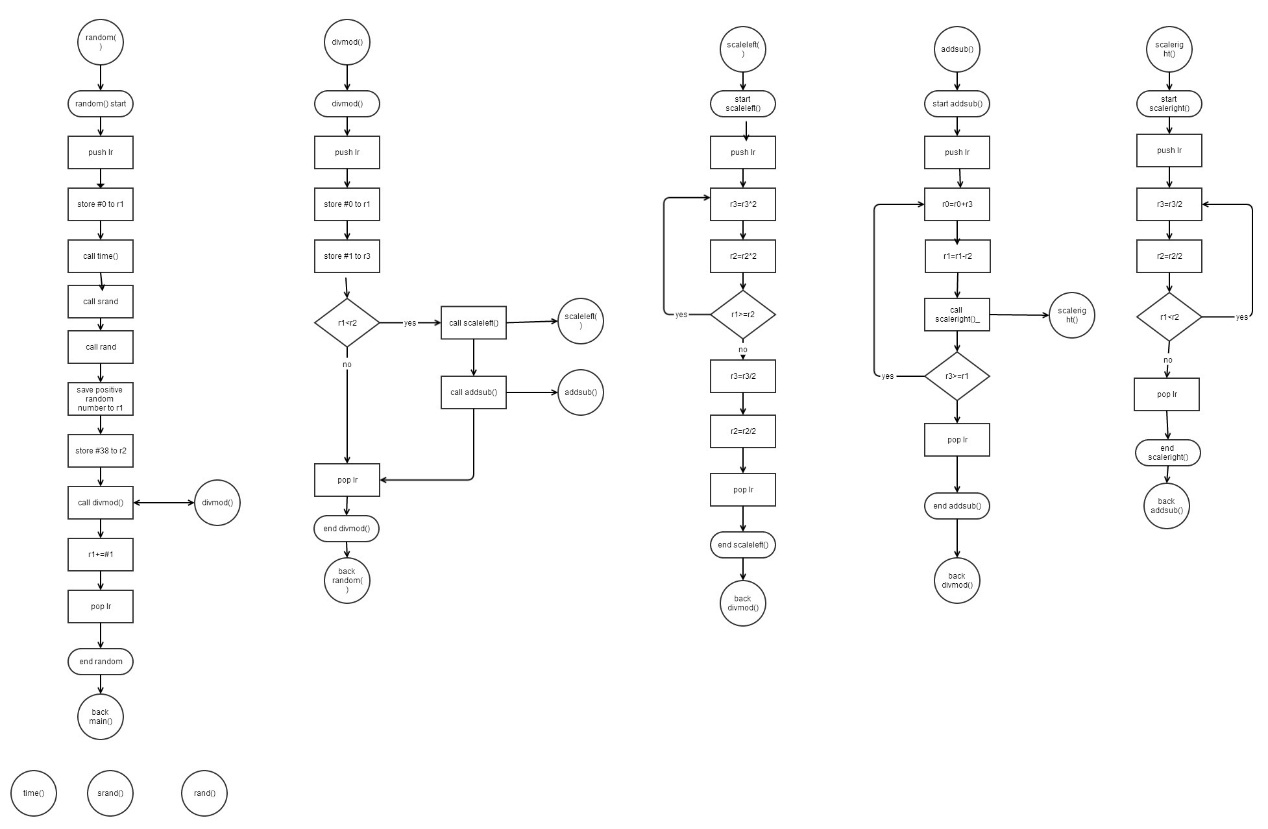 random(
)
random() start
push lr
store #0 to r1
call time()
call srand
call rand
save positive
random
number to r1
store #38 to r2
call divmod()
divmod()
r1+=#1
pop lr
end random
back
main()
time()
srand()
rand()
divmod()
divmod()
push lr
store #0 to r1
store #1 to r3
r1<r2
yes
call scaleleft()
scaleleft(
)
no
call addsub()
addsub()
pop lr
end divmod()
back
random(
)
scaleleft(
)
start
scaleleft()
push lr
r3=r3*2
r2=r2*2
r1>=r2
yes
no
r3=r3/2
r2=r2/2
pop lr
end scaleleft()
back
divmod()
addsub()
start addsub()
push lr
r0=r0+r3
r1=r1-r2
call
scaleright()_
scalerig
ht()
r3>=r1
yes
pop lr
end addsub()
back
divmod()
scalerig
ht()
start
scaleright()
push lr
r3=r3/2
r2=r2/2
r1<r2
yes
no
pop lr
end
scaleright()
back
addsub()